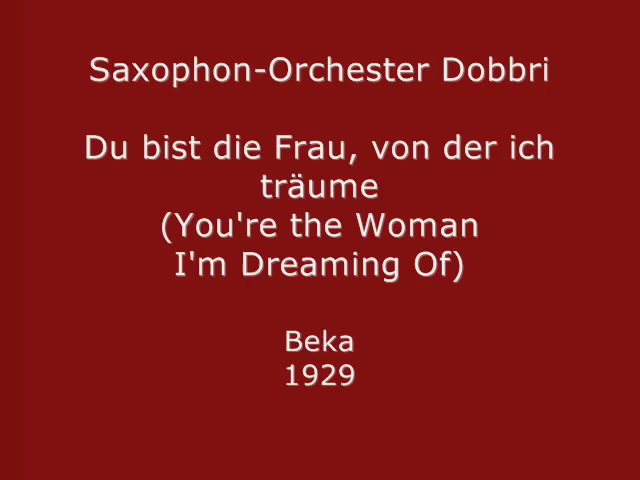 Saxophon-Orchester Dobbri
Du bist die Frau, von der ich
träume
(You're the Woman
I'm Dreaming Of)
Beka
1929